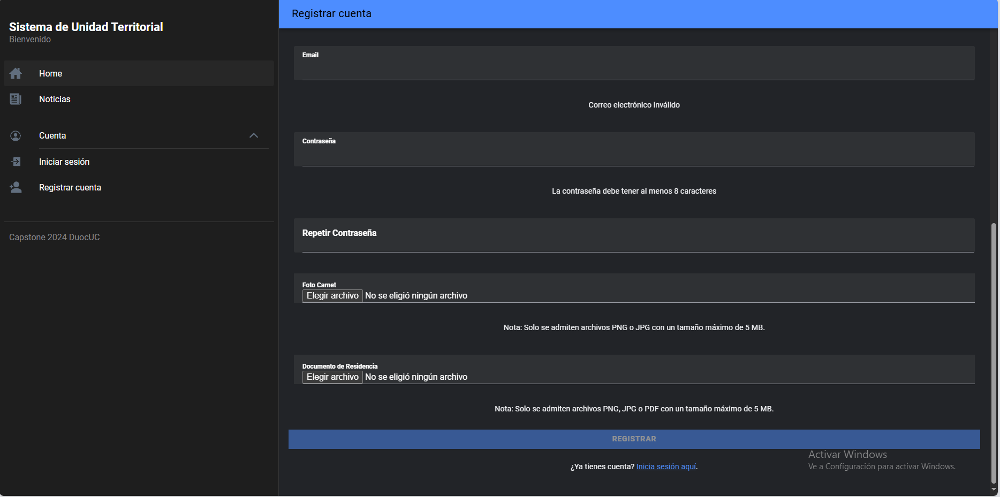 Sistema de Unidad Territorial
Bienvenido
Home
Noticias
Cuenta
Iniciar sesión
Registrar cuenta
Capstone 2024 DuocUC
Registrar cuenta
Email
Correo electrónico inválido
Contraseña
La contraseña debe tener al menos 8 caracteres
Repetir Contraseña
Foto Carnet
Elegir archivo No se eligió ningún archivo
Nota: Solo se admiten archivos PNG o JPG con un tamaño máximo de 5 MB.
Documento de Residencia
Elegir archivo No se eligió ningún archivo
Nota: Solo se admiten archivos PNG, JPG o PDF con un tamaño máximo de 5 MB.
REGISTRAR
¿Ya tienes cuenta? Inicia sesión aquí.
Activar Windows
Ve a Configuración para activar Windows.